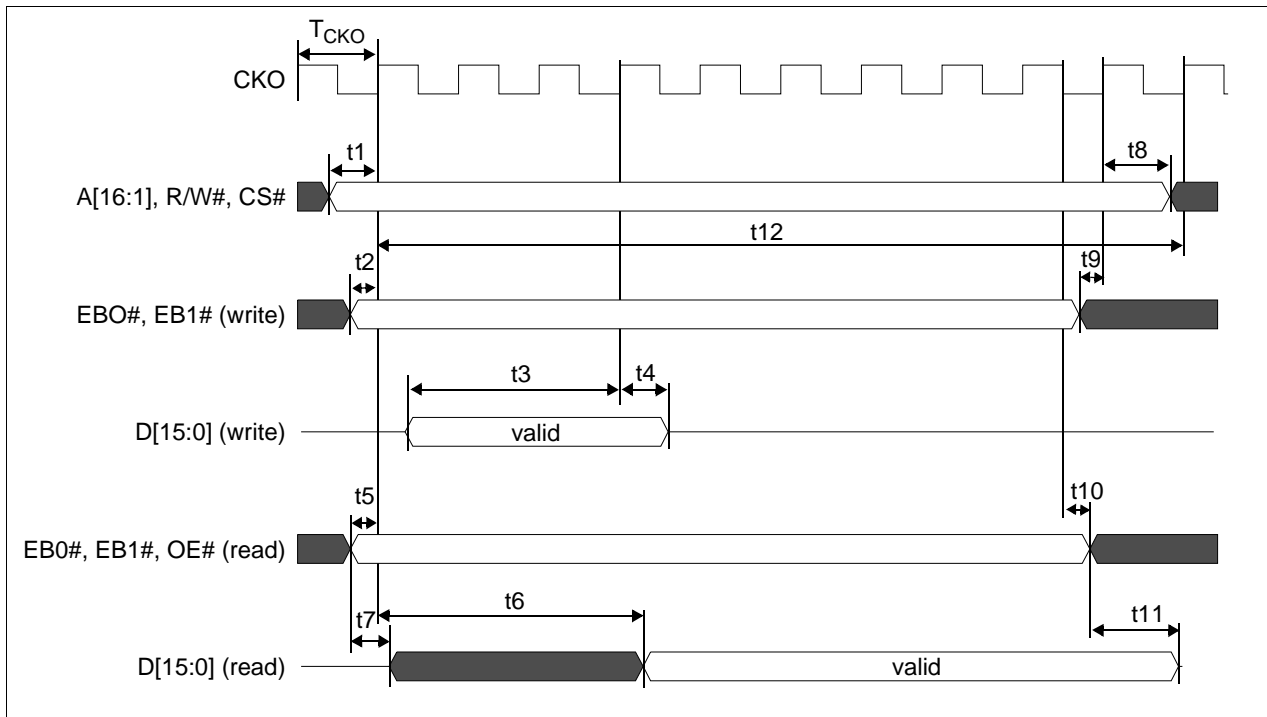 TCKO
CKO
t1
t8
A[16:1], R/W#, CS#
t12
t2
t9
EBO#, EB1# (write)
t3
t4
D[15:0] (write)
valid
t5
t10
EB0#, EB1#, OE# (read)
t6
t7
t11
D[15:0] (read)
valid